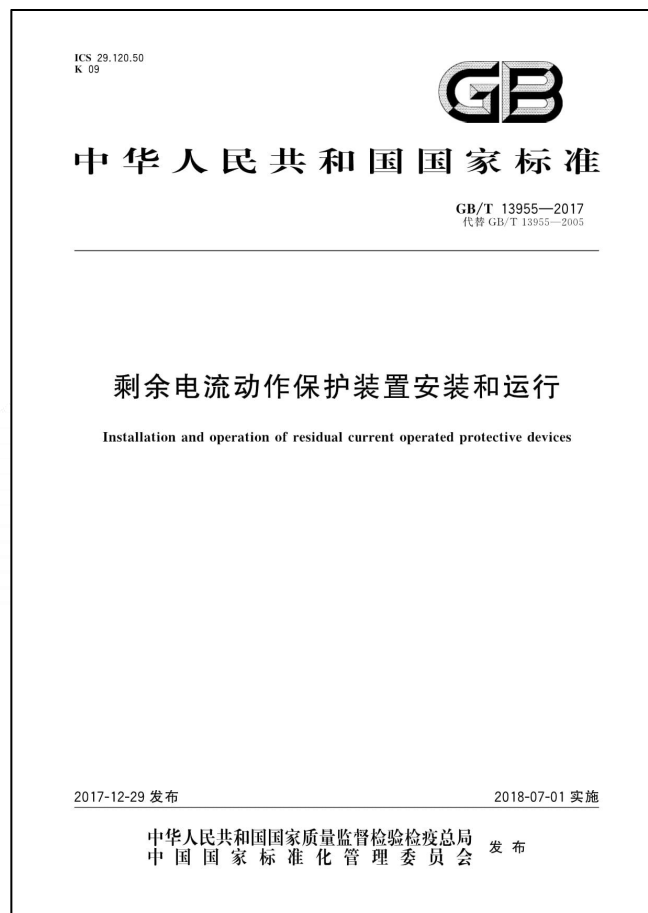 ICS 29.120.50
K 09
GB
中华人民共和国国家标准
GB/T 13955—2017
代替 GB/T 13955—2005
剩余电流动作保护装置安装和运行
Installation and operation of residual current operated protective devices
2017-12-29 发布
2018-07-01 实施
中华人民共和国国家质量监督检验检疫总局
中国国家标准化管理委员会
发布